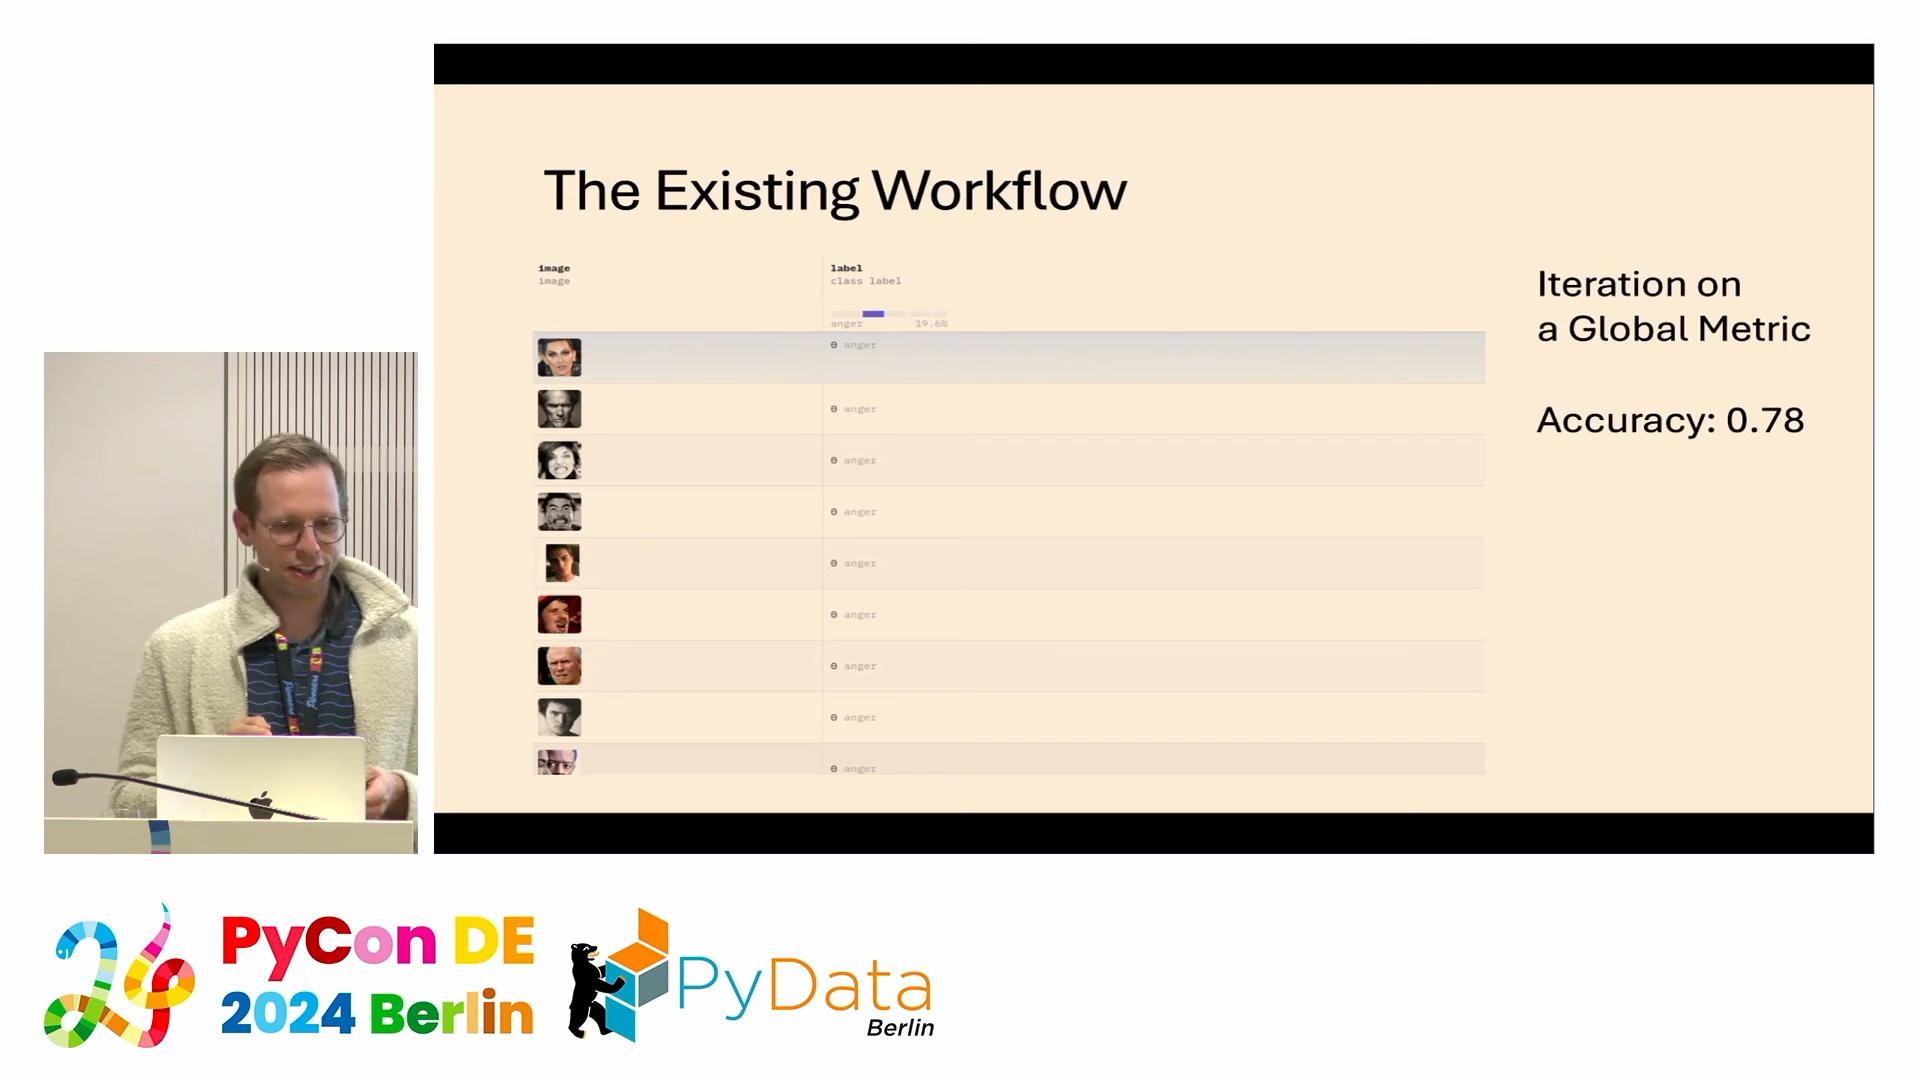 The Existing Workflow
image
image
label
class label
anger 19.6%
0 anger
0 anger
0 anger
0 anger
0 anger
0 anger
0 anger
0 anger
0 anger
Iteration on
a Global Metric
Accuracy: 0.78
PyCon DE
2024 Berlin
PyData
Berlin